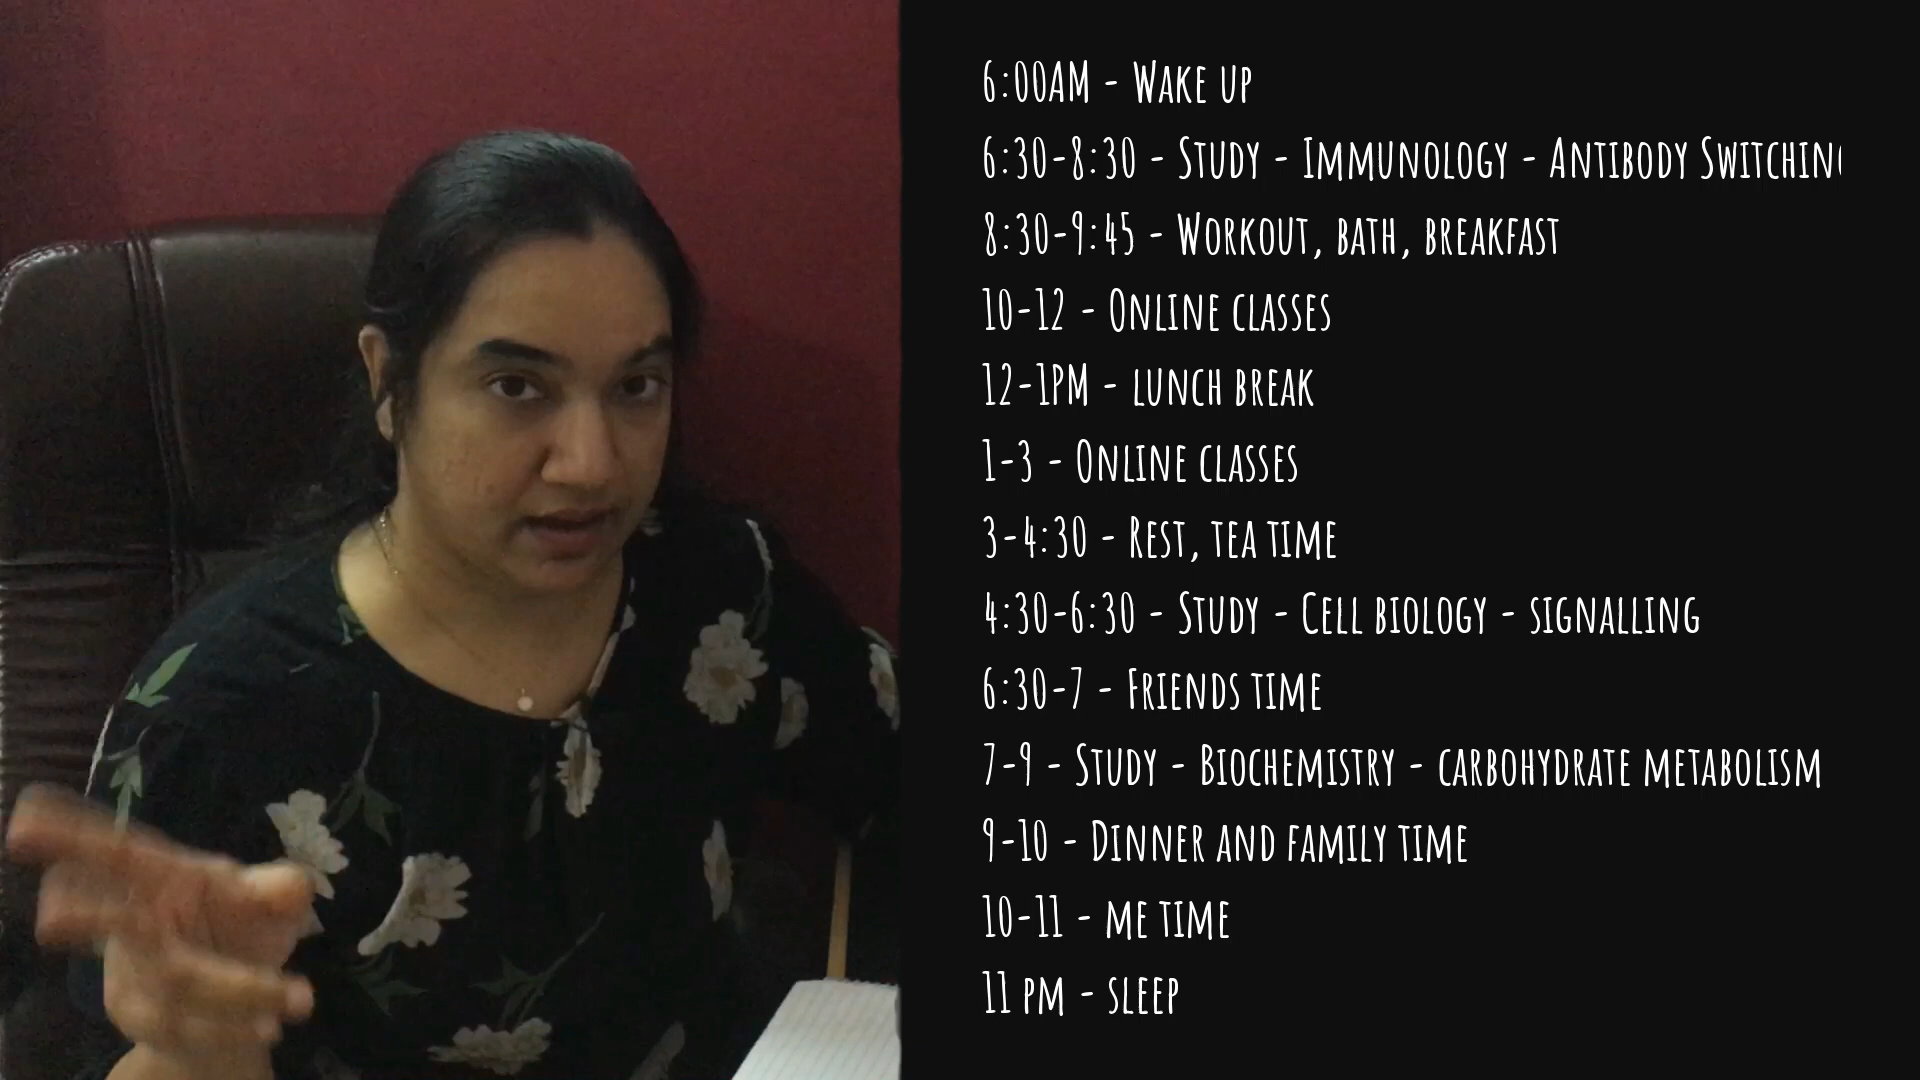 6:00AM - Wake up
6:30-8:30 - Study - Immunology - Antibody Switching
8:30-9:45 - Workout, bath, breakfast
10-12 - Online classes
12-1PM - lunch break
1-3 - Online classes
3-4:30 - Rest, tea time
4:30-6:30 - Study - Cell biology - signalling
6:30-7 - Friends time
7-9 - Study - Biochemistry - carbohydrate metabolism
9-10 - Dinner and family time
10-11 - me time
11 pm - sleep